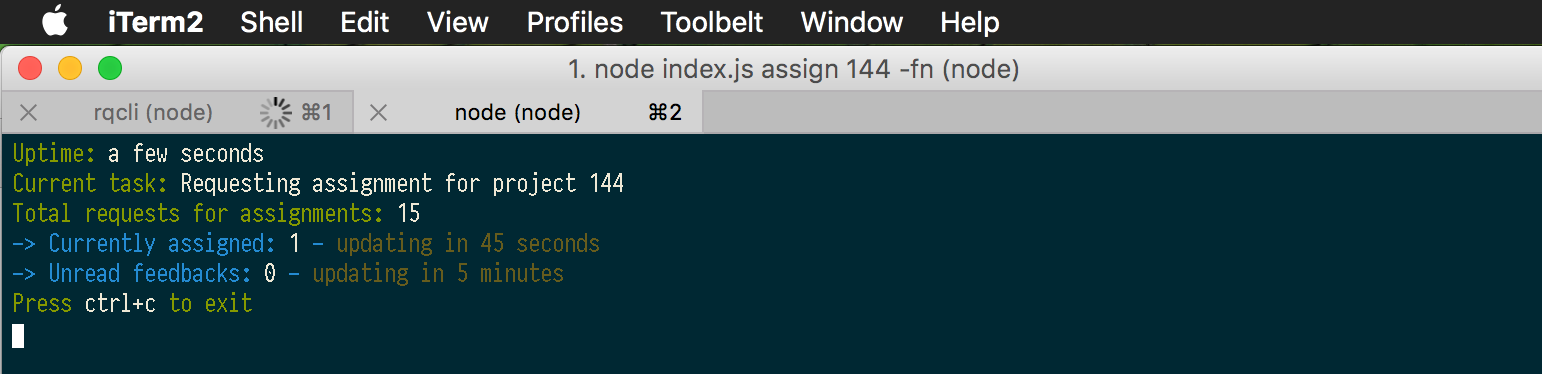 iTerm2 Shell Edit View Profiles Toolbelt Window Help
1. node index.js assign 144 -fn (node)
rqcli (node) ⌘1 node (node) ⌘2
Uptime: a few seconds
Current task: Requesting assignment for project 144
Total requests for assignments: 15
-> Currently assigned: 1 - updating in 45 seconds
-> Unread feedbacks: 0 - updating in 5 minutes
Press ctrl+c to exit